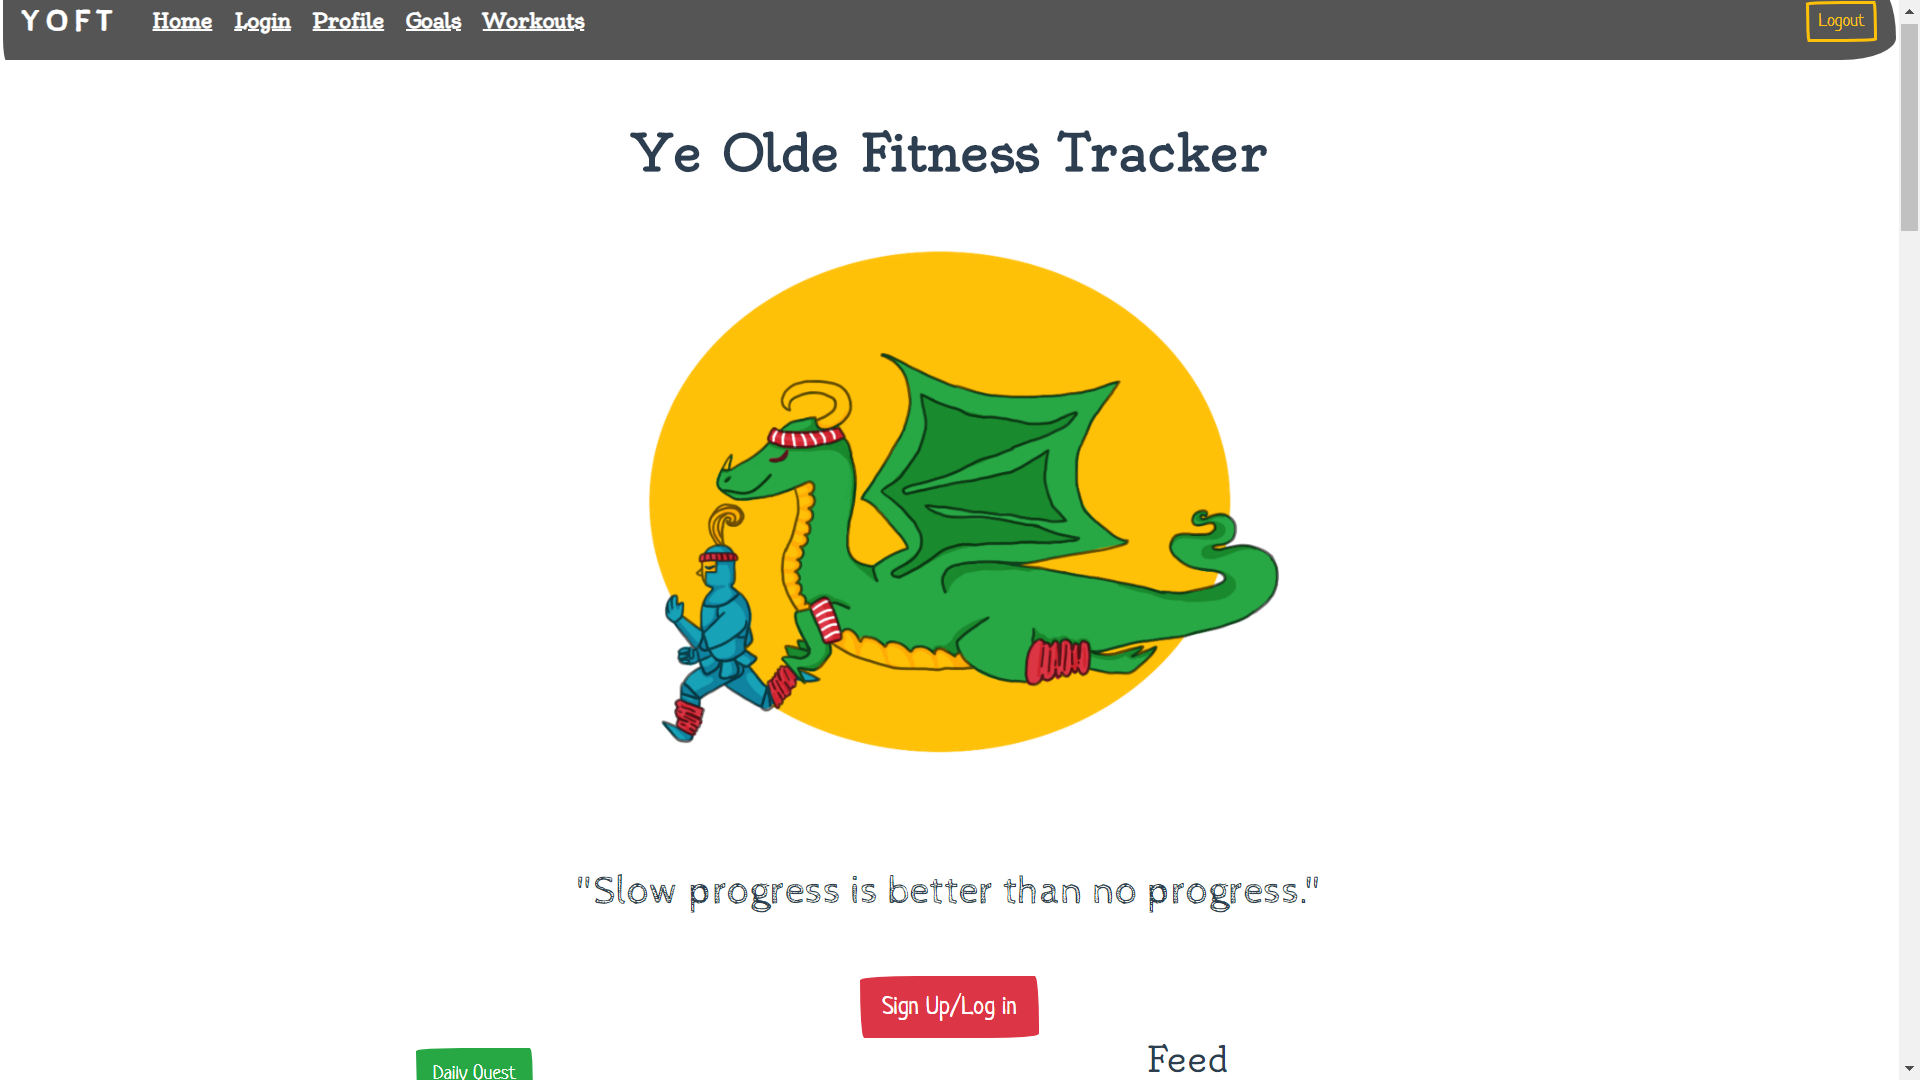 YOFT Home Login Profile Goals Workouts Logout
Ye Olde Fitness Tracker
"Slow progress is better than no progress."
Sign Up/Log in
Feed
Daily Quest